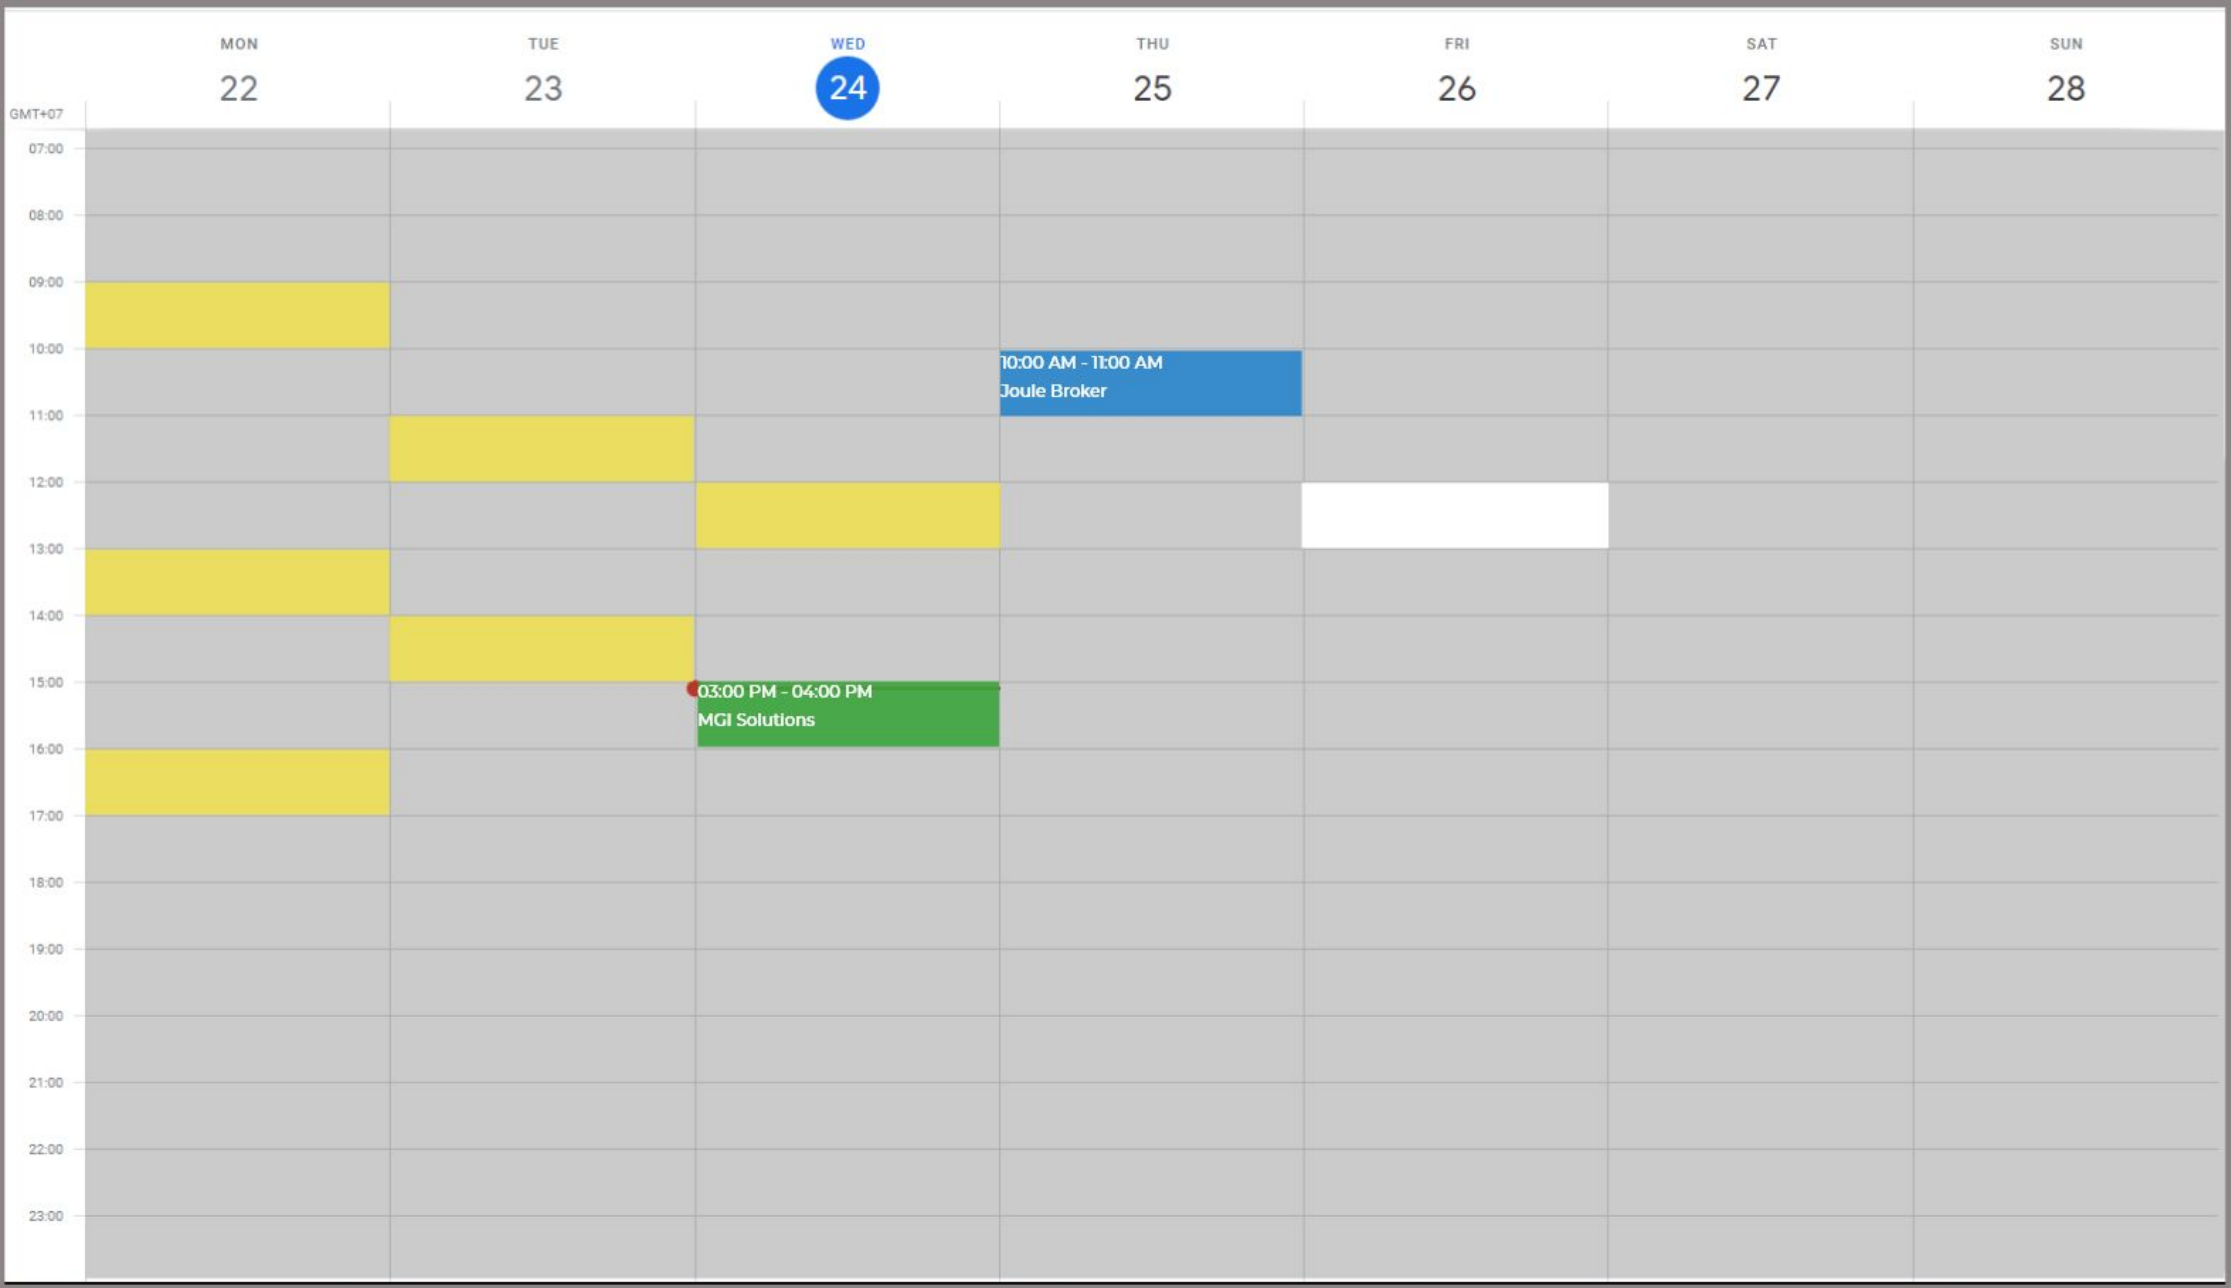 MON
TUE
WED
THU
FRI
SAT
SUN
22
23
24
25
26
27
28
GMT+07
07:00
08:00
09:00
10:00
10:00 AM - 11:00 AM
Joule Broker
11:00
12:00
13:00
14:00
15:00
03:00 PM - 04:00 PM
MGI Solutions
16:00
17:00
18:00
19:00
20:00
21:00
22:00
23:00